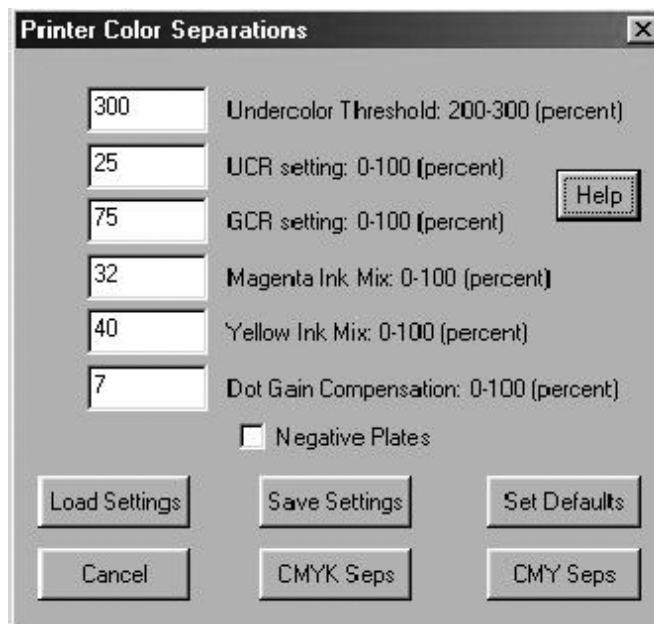 Printer Color Separations
300 Undercolor Threshold: 200-300 (percent)
25 UCR setting: 0-100 (percent)
Help
75 GCR setting: 0-100 (percent)
32 Magenta Ink Mix: 0-100 (percent)
40 Yellow Ink Mix: 0-100 (percent)
7 Dot Gain Compensation: 0-100 (percent)
Negative Plates
Load Settings Save Settings Set Defaults
Cancel CMYK Seps CMY Seps